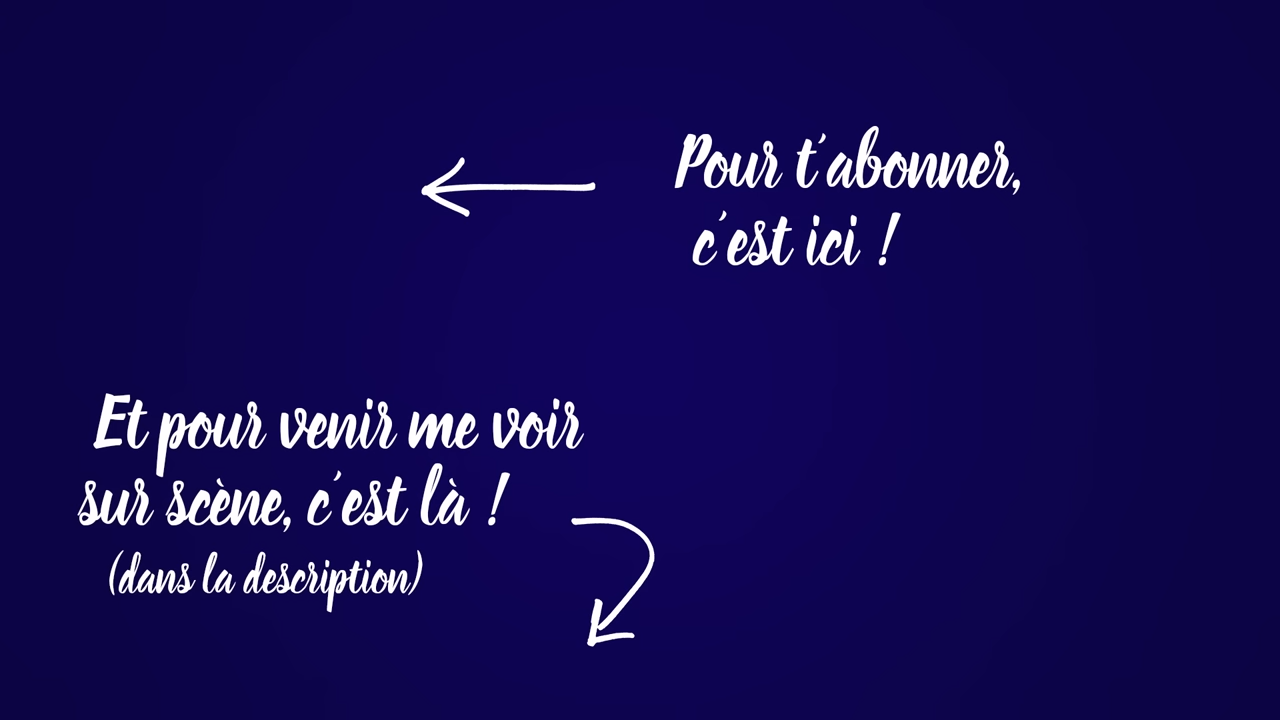 Pour t'abonner,
c'est ici !
Et pour venir me voir
sur scène, c'est là !
(dans la description)